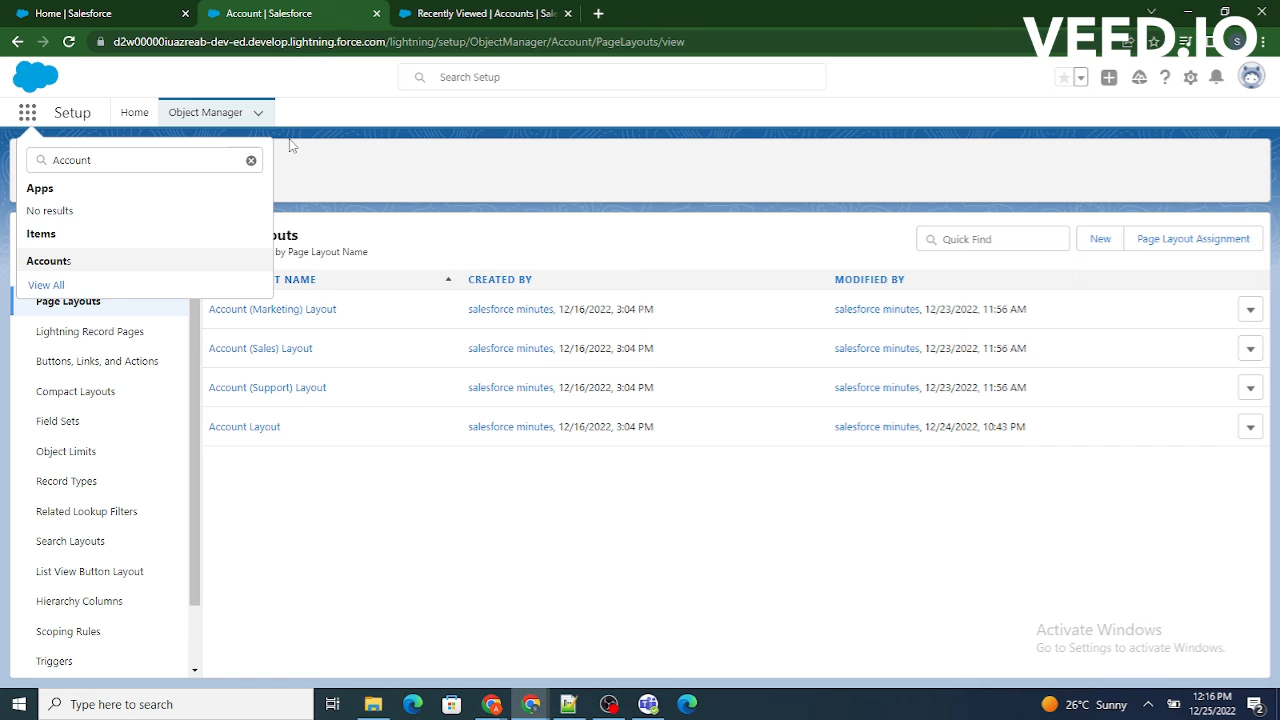 Home | Salesforce
Account | Salesforce
Recently Viewed | Accounts | Sal
d2w00000iuazreab-dev-ed.develop.lightning.force.com/lightning/setup/ObjectManager/Account/PageLayouts/view
S
VEED.IO
Search Setup
Setup
Home
Object Manager
Account
Apps
No results
Items
Accounts
View All
outs
by Page Layout Name
Quick Find
New
Page Layout Assignment
T NAME
CREATED BY
MODIFIED BY
Page Layouts
Account (Marketing) Layout
salesforce minutes, 12/16/2022, 3:04 PM
salesforce minutes, 12/23/2022, 11:56 AM
Lightning Record Pages
Account (Sales) Layout
salesforce minutes, 12/16/2022, 3:04 PM
salesforce minutes, 12/23/2022, 11:56 AM
Buttons, Links, and Actions
Account (Support) Layout
salesforce minutes, 12/16/2022, 3:04 PM
salesforce minutes, 12/23/2022, 11:56 AM
Compact Layouts
Field Sets
Account Layout
salesforce minutes, 12/16/2022, 3:04 PM
salesforce minutes, 12/24/2022, 10:43 PM
Object Limits
Record Types
Related Lookup Filters
Search Layouts
List View Button Layout
Hierarchy Columns
Scoping Rules
Triggers
Activate Windows
Go to Settings to activate Windows.
Type here to search
26°C Sunny
12:16 PM
12/25/2022
2